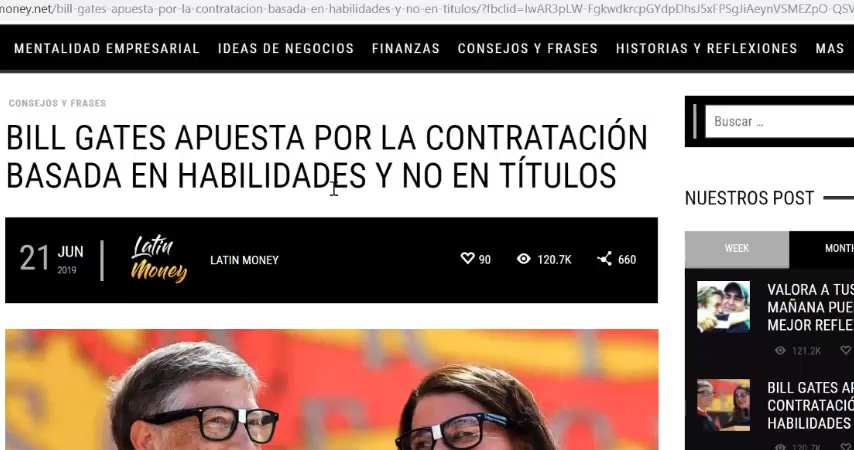 money.net/bill-gates-apuesta-por-la-contratacion-basada-en-habilidades-y-no-en-titulos/?fbclid=IwAR3pLW-FgkwdkrcpGYdpDhsJ5xFPSgJiAeynVSMEZpO-QSV
MENTALIDAD EMPRESARIAL IDEAS DE NEGOCIOS FINANZAS CONSEJOS Y FRASES HISTORIAS Y REFLEXIONES MAS
CONSEJOS Y FRASES
BILL GATES APUESTA POR LA CONTRATACIÓN
BASADA EN HABILIDADES Y NO EN TÍTULOS
21 JUN
2019
Latin
Money
LATIN MONEY
90 120.7K 660
Buscar ...
NUESTROS POST
WEEK MONTH
VALORA A TUS
MAÑANA PUE
MEJOR REFLE
121.2K
BILL GATES AP
CONTRATACIÓ
HABILIDADES
120.7K